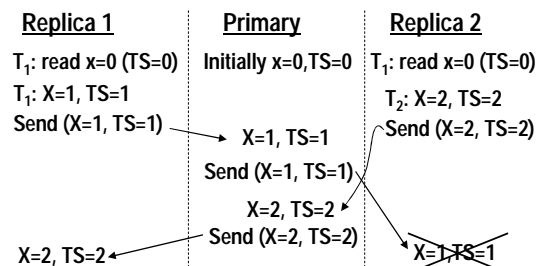 Replica 1
Primary
Replica 2
T₁: read x=0 (TS=0)
Initially x=0,TS=0
T₁: read x=0 (TS=0)
T₁: X=1, TS=1
T₂: X=2, TS=2
Send (X=1, TS=1)
Send (X=2, TS=2)
X=1, TS=1
Send (X=1, TS=1)
X=2, TS=2
Send (X=2, TS=2)
X=2, TS=2
X=1,TS=1